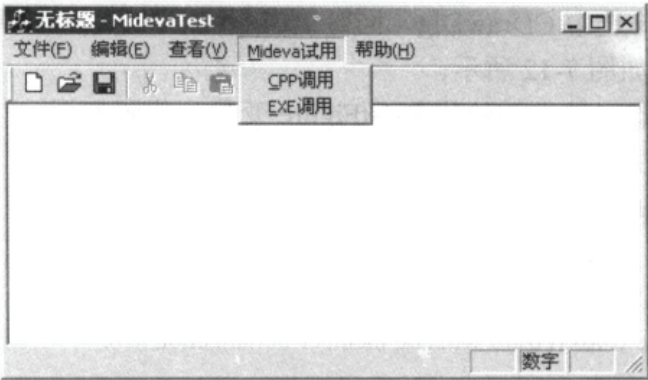 无标题 - MidevaTest
文件(F) 编辑(E) 查看(V) Mideva试用 帮助(H)
CPP调用
EXE调用
数字